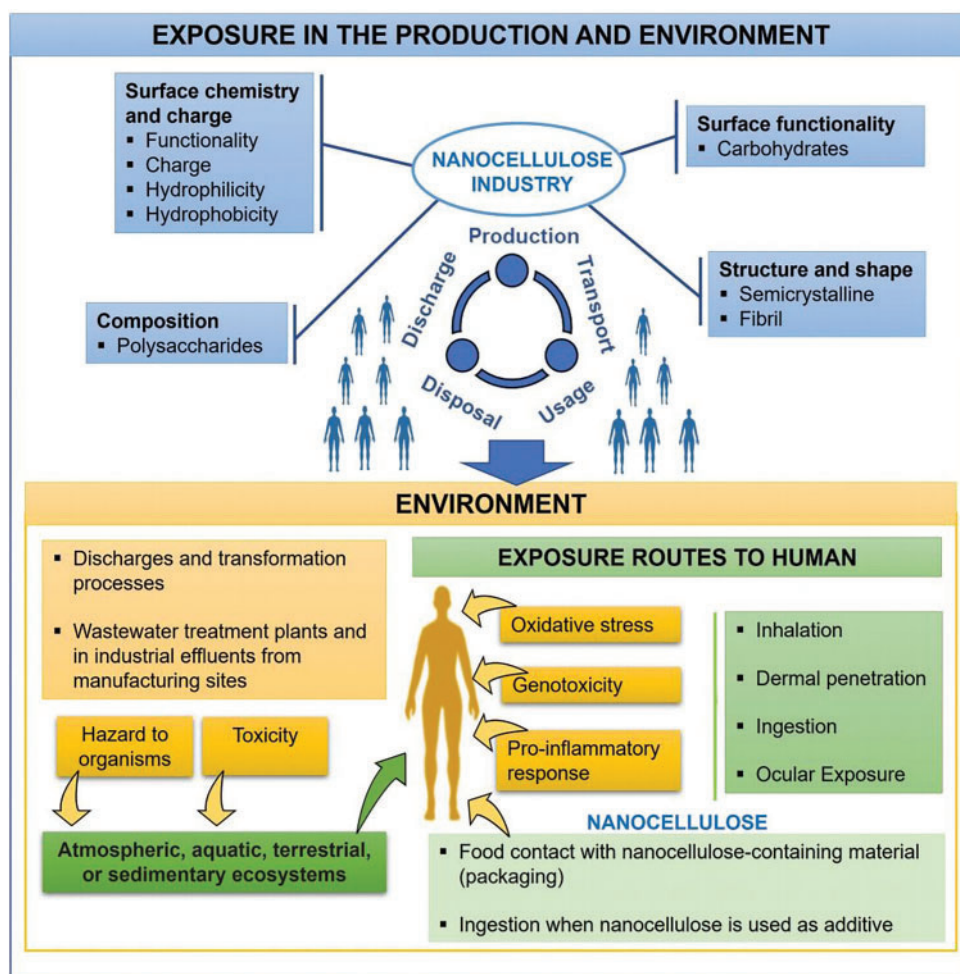 EXPOSURE IN THE PRODUCTION AND ENVIRONMENT
Surface chemistry
and charge
▪ Functionality
▪ Charge
▪ Hydrophilicity
▪ Hydrophobicity
NANOCELLULOSE
INDUSTRY
Surface functionality
▪ Carbohydrates
Composition
▪ Polysaccharides
Production
Transport
Usage
Disposal
Discharge
Structure and shape
▪ Semicrystalline
▪ Fibril
ENVIRONMENT
▪ Discharges and transformation
processes
▪ Wastewater treatment plants and
in industrial effluents from
manufacturing sites
Hazard to
organisms
Toxicity
Atmospheric, aquatic, terrestrial,
or sedimentary ecosystems
EXPOSURE ROUTES TO HUMAN
Oxidative stress
Genotoxicity
Pro-inflammatory
response
▪ Inhalation
▪ Dermal penetration
▪ Ingestion
▪ Ocular Exposure
NANOCELLULOSE
▪ Food contact with nanocellulose-containing material
(packaging)
▪ Ingestion when nanocellulose is used as additive